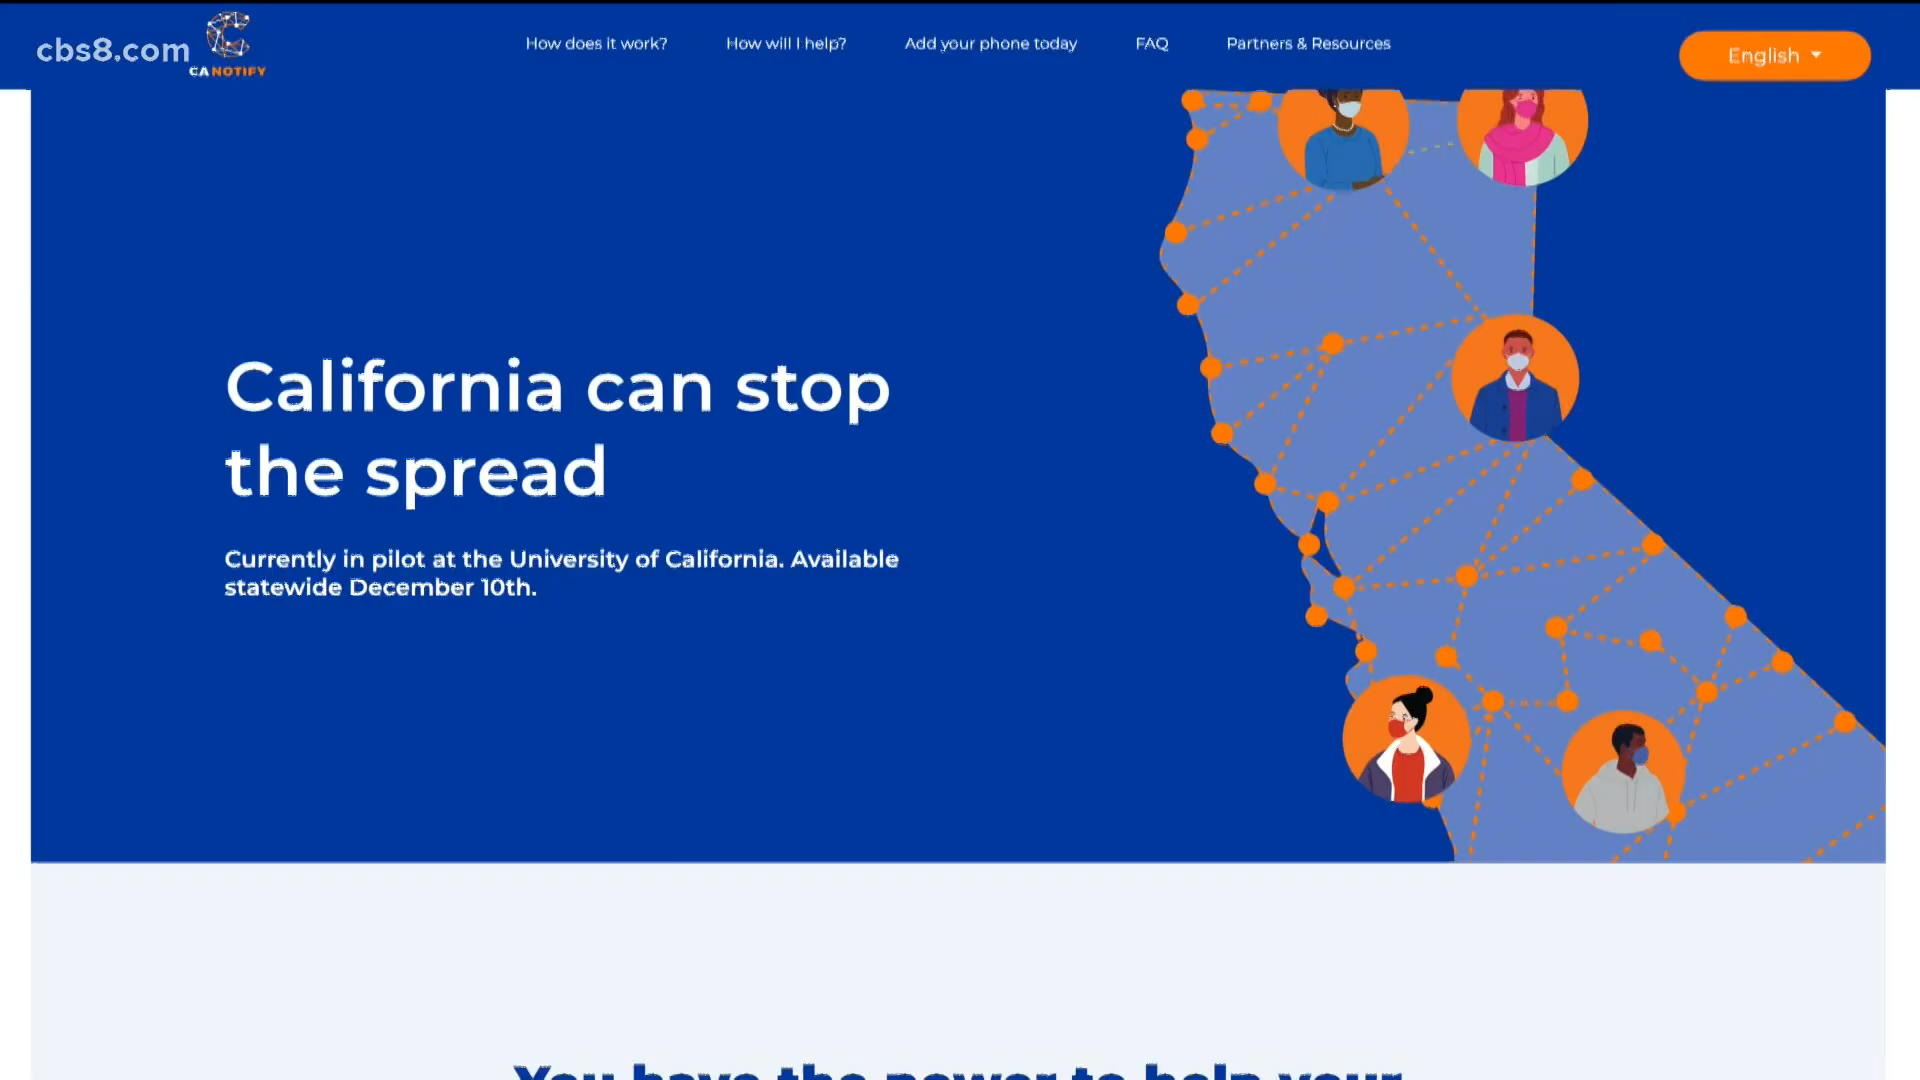 cbs8.com
CA NOTIFY
How does it work?
How will I help?
Add your phone today
FAQ
Partners & Resources
English
California can stop
the spread
Currently in pilot at the University of California. Available
statewide December 10th.
You have the power to help your